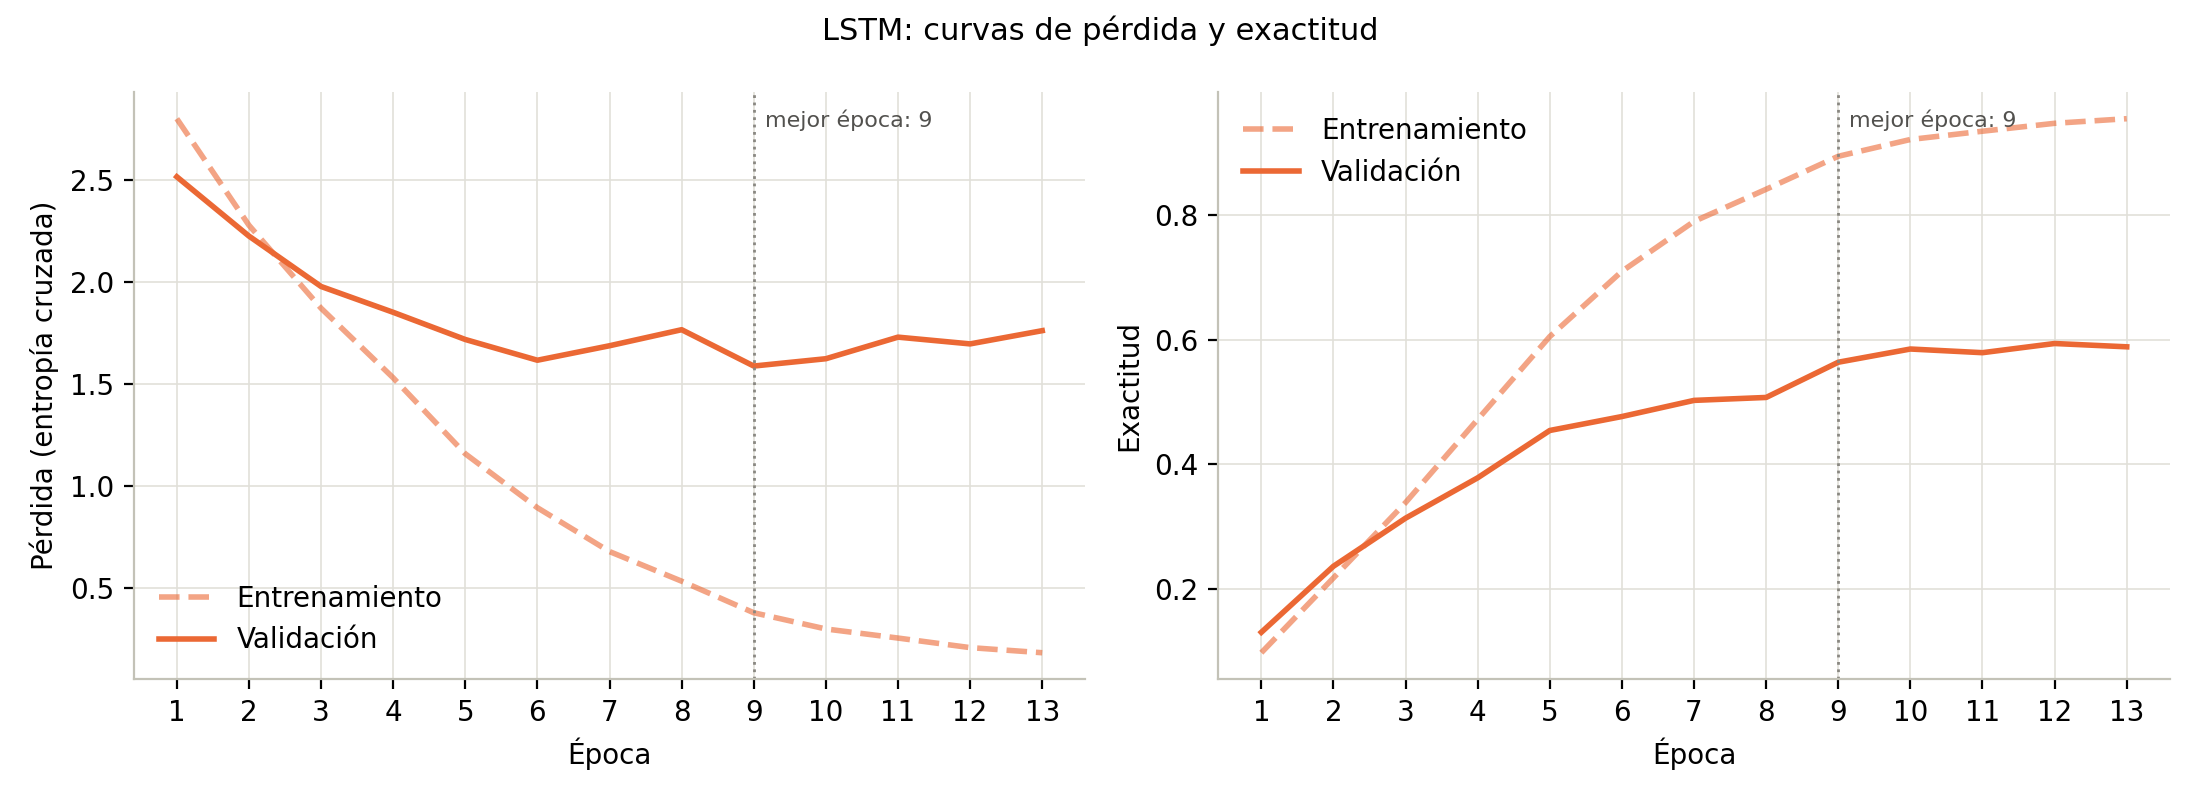 LSTM: curvas de pérdida y exactitud
mejor época: 9
Pérdida (entropía cruzada)
2.5
2.0
1.5
1.0
0.5
Entrenamiento
Validación
1 2 3 4 5 6 7 8 9 10 11 12 13
Época
Entrenamiento
Validación
mejor época: 9
Exactitud
0.8
0.6
0.4
0.2
1 2 3 4 5 6 7 8 9 10 11 12 13
Época